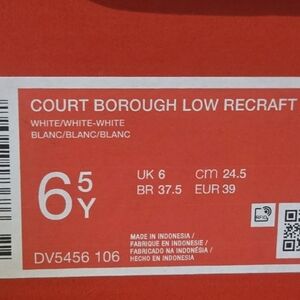 COURT BOROUGH LOW RECRAFT
WHITE/WHITE-WHITE
BLANC/BLANC/BLANC
6 5 Y
UK 6 cm 24.5
BR 37.5 EUR 39
MADE IN INDONESIA /
FABRIQUE EN INDONESIE /
FABRICADO NA INDONÉSIA /
HECHO EN INDONESIA
DV5456 106